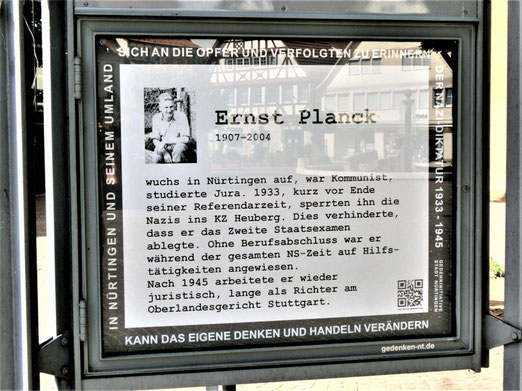 SICH AN DIE OPFER UND VERFOLGTEN ZU ERINNERN
IN NÜRTINGEN UND SEINEM UMLAND
DER NAZIDIKTATUR 1933 - 1945
Ernst Planck
1907-2004
wuchs in Nürtingen auf, war Kommunist,
studierte Jura. 1933, kurz vor Ende
seiner Referendarzeit, sperrten ihn die
Nazis ins KZ Heuberg. Dies verhinderte,
dass er das Zweite Staatsexamen
ablegte. Ohne Berufsabschluss war er
während der gesamten NS-Zeit auf Hilfs-
tätigkeiten angewiesen.
Nach 1945 arbeitete er wieder
juristisch, lange als Richter am
Oberlandesgericht Stuttgart.
GEDENKINITIATIVE
STADT NÜRTINGEN
KANN DAS EIGENE DENKEN UND HANDELN VERÄNDERN
gedenken-nt.de